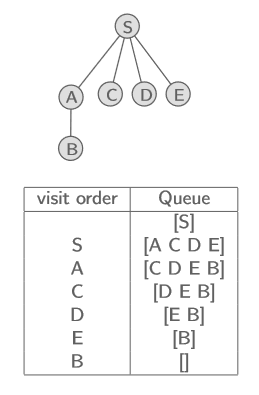 S
A C D E
B
visit order Queue
[S]
S [A C D E]
A [C D E B]
C [D E B]
D [E B]
E [B]
B []